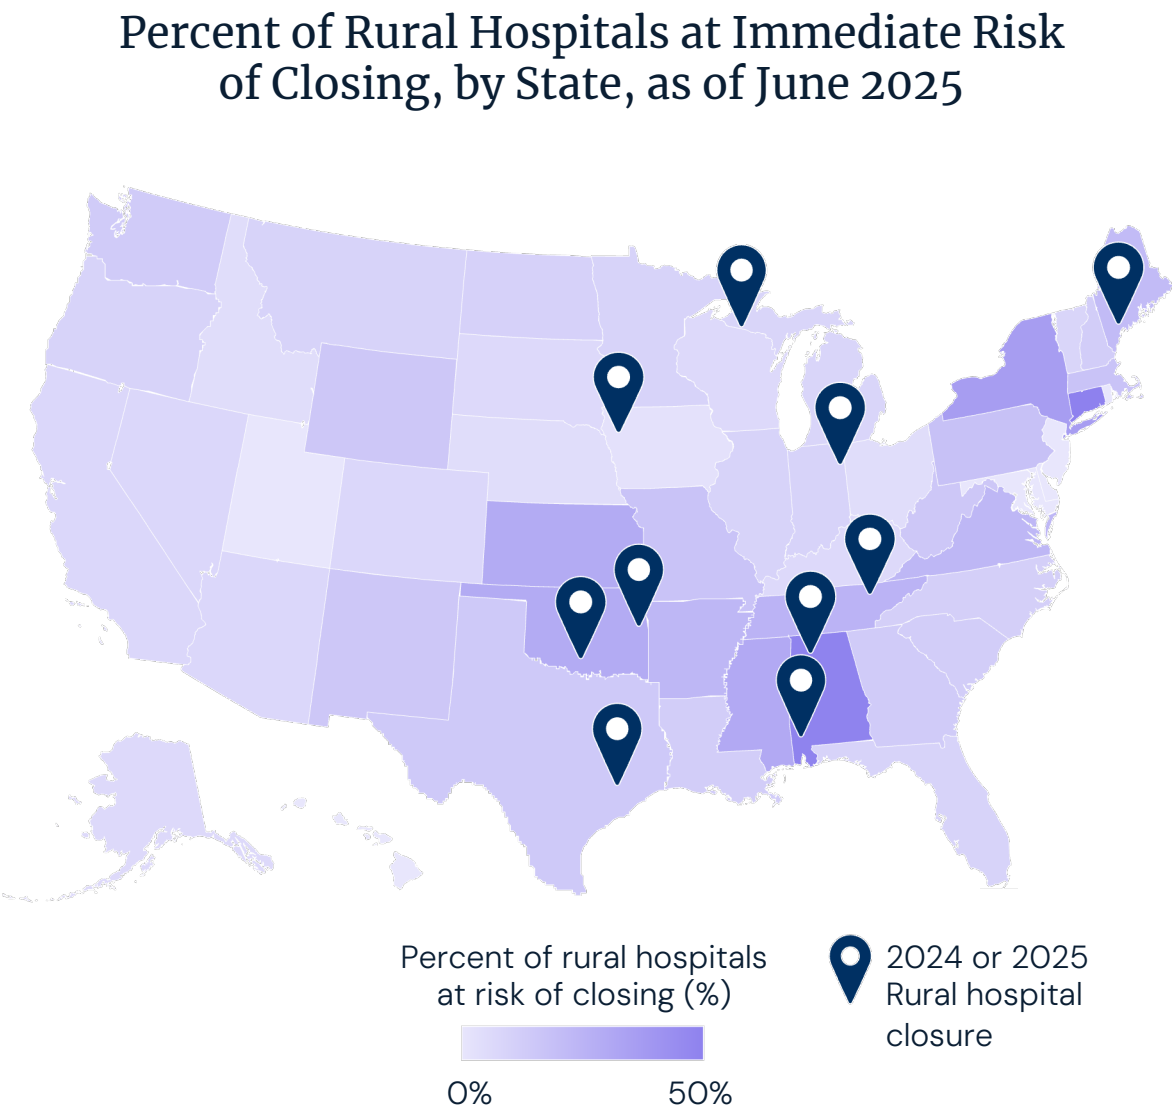 Percent of Rural Hospitals at Immediate Risk
of Closing, by State, as of June 2025
Percent of rural hospitals
at risk of closing (%)
0%
50%
2024 or 2025
Rural hospital
closure